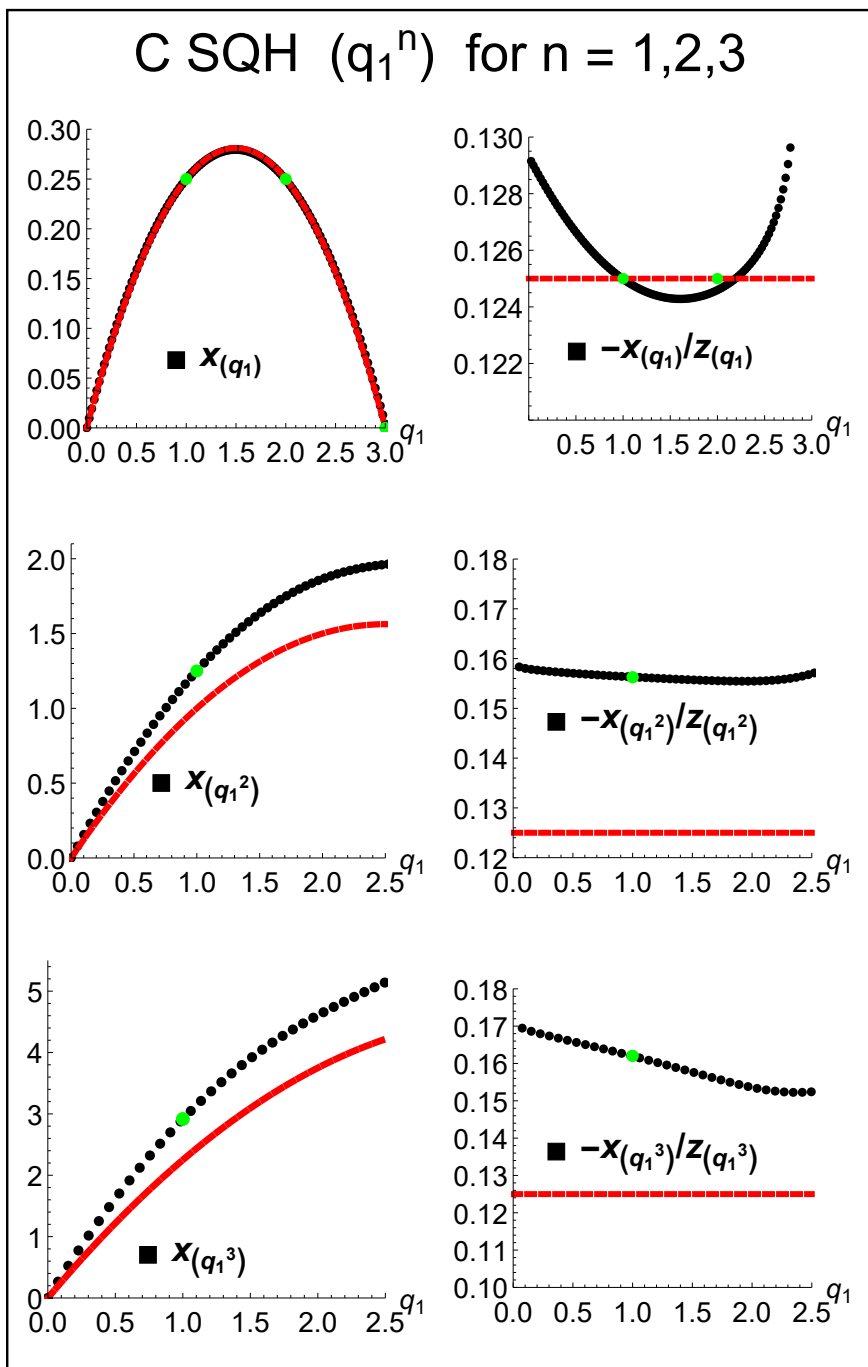 C SQH (q₁ⁿ) for n = 1,2,3
0.30
0.25
0.20
0.15
0.10
0.05
0.00
■ x(q₁)
q₁
0.0 0.5 1.0 1.5 2.0 2.5 3.0
0.130
0.128
0.126
0.124
0.122
■ −x(q₁)/z(q₁)
q₁
0.5 1.0 1.5 2.0 2.5 3.0
2.0
1.5
1.0
0.5
0.0
■ x(q₁²)
q₁
0.0 0.5 1.0 1.5 2.0 2.5
0.18
0.17
0.16
0.15
0.14
0.13
0.12
■ −x(q₁²)/z(q₁²)
q₁
0.0 0.5 1.0 1.5 2.0 2.5
5
4
3
2
1
0
■ x(q₁³)
q₁
0.0 0.5 1.0 1.5 2.0 2.5
0.18
0.17
0.16
0.15
0.14
0.13
0.12
0.11
0.10
■ −x(q₁³)/z(q₁³)
q₁
0.0 0.5 1.0 1.5 2.0 2.5